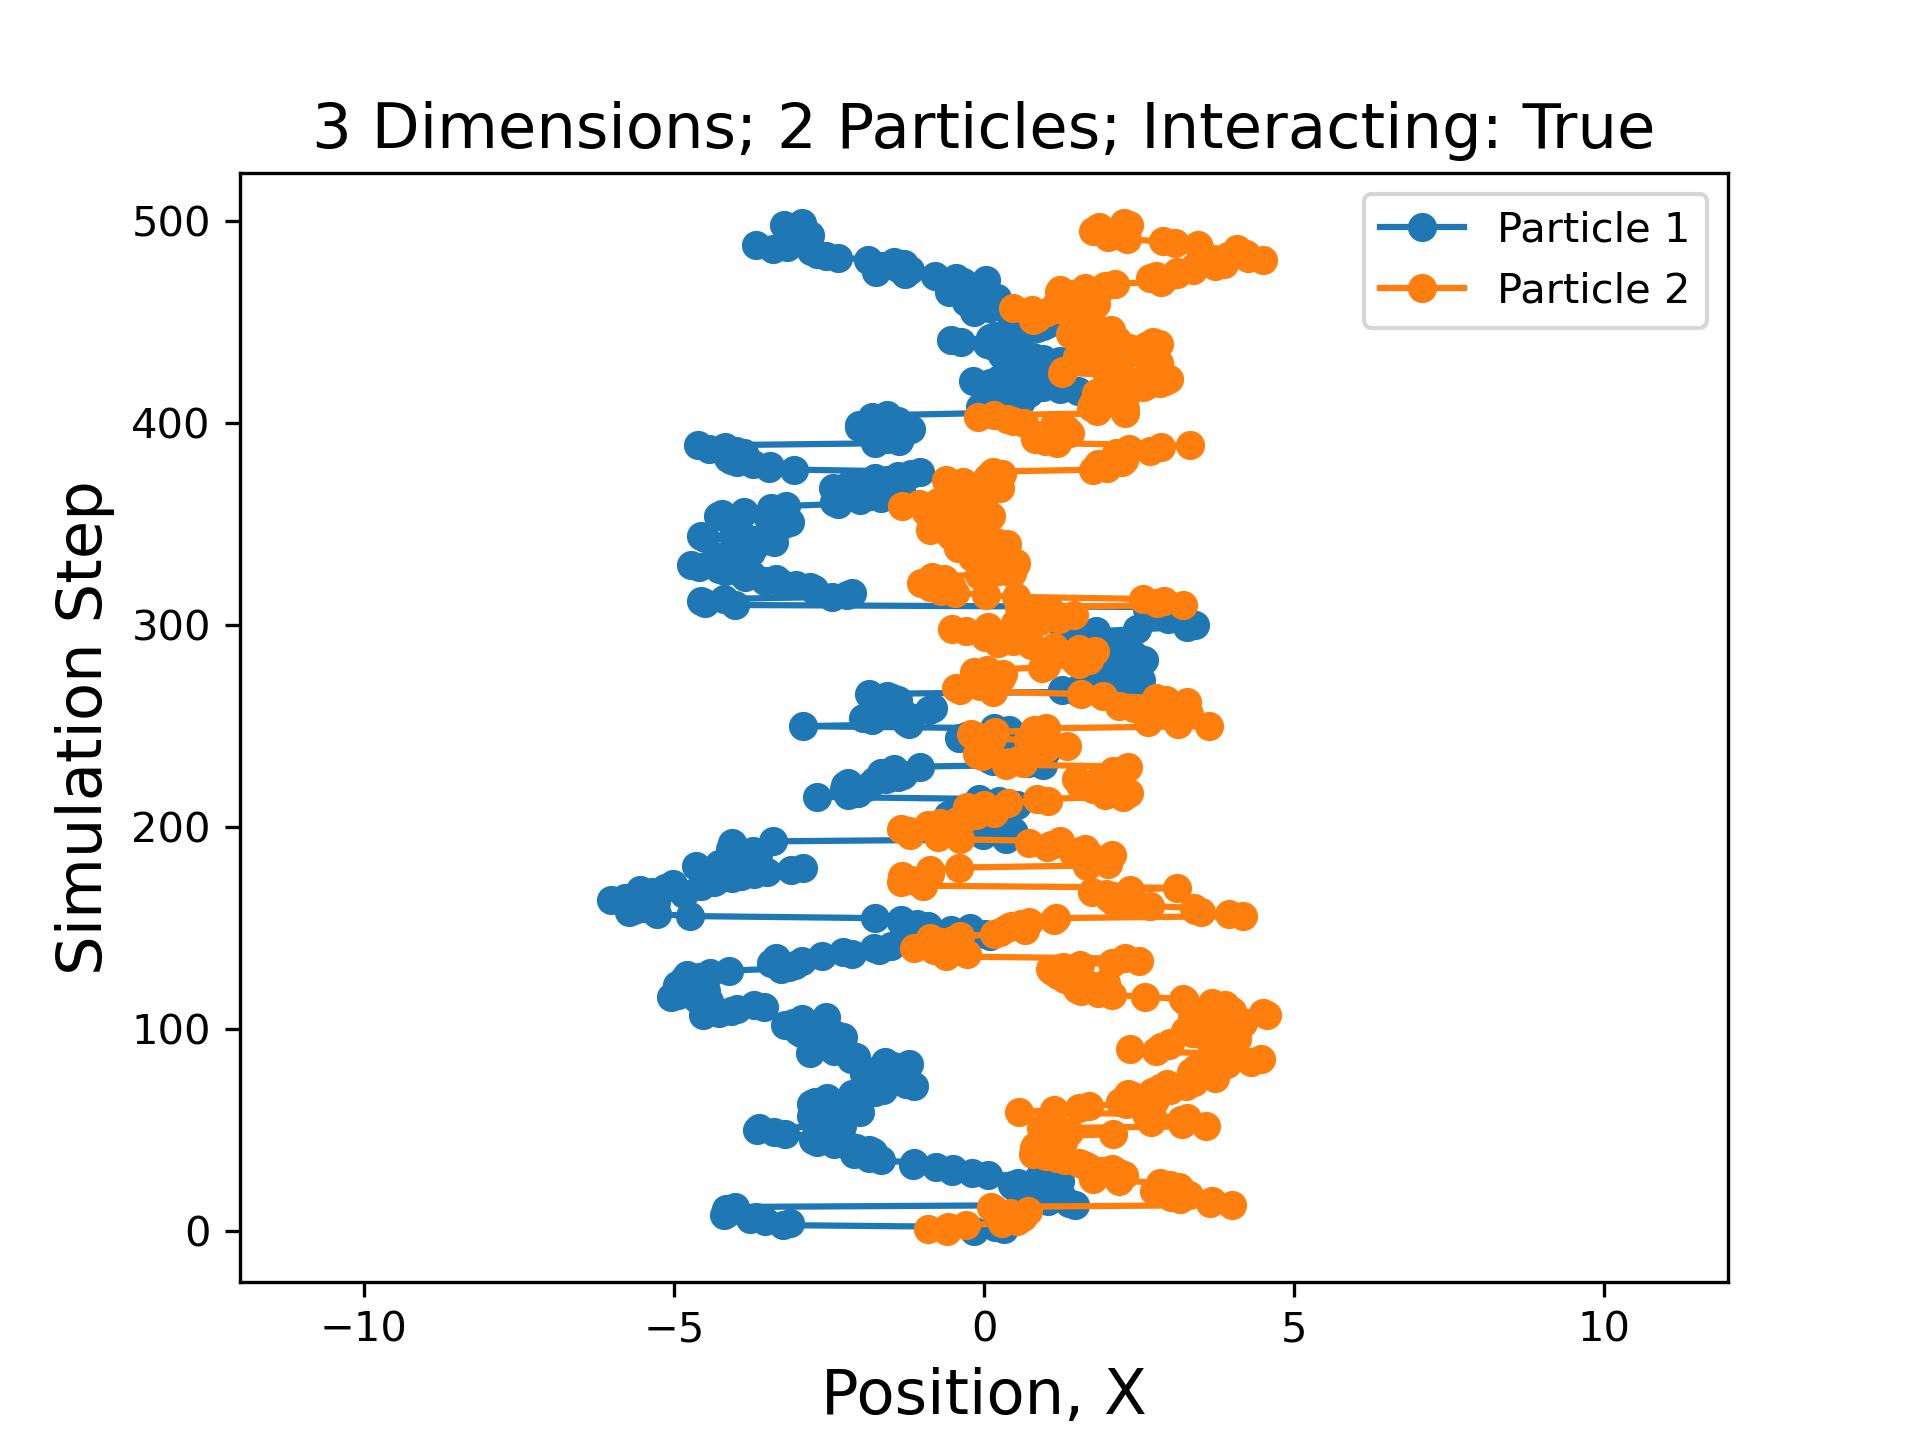 3 Dimensions; 2 Particles; Interacting: True
Particle 1
Particle 2
500
400
300
200
100
0
Simulation Step
−10
−5
0
5
10
Position, X